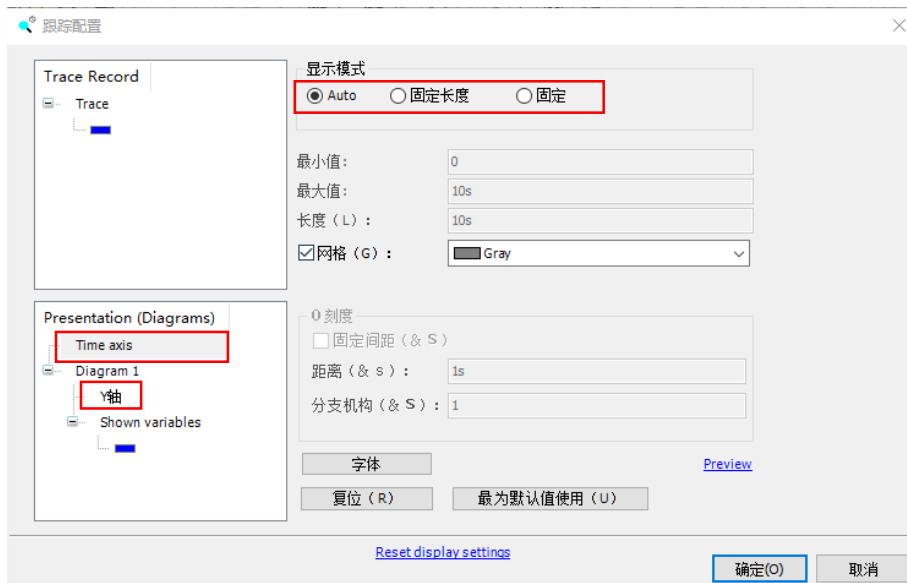 跟踪配置
Trace Record
Trace
显示模式
Auto 固定长度 固定
最小值: 0
最大值: 10s
长度（L）: 10s
网格（G）: Gray
Presentation (Diagrams)
Time axis
Diagram 1
Y轴
Shown variables
0刻度
固定间距（& S）
距离（& s）: 1s
分支机构（& S）: 1
字体
Preview
复位（R）
最为默认值使用（U）
Reset display settings
确定(O)
取消